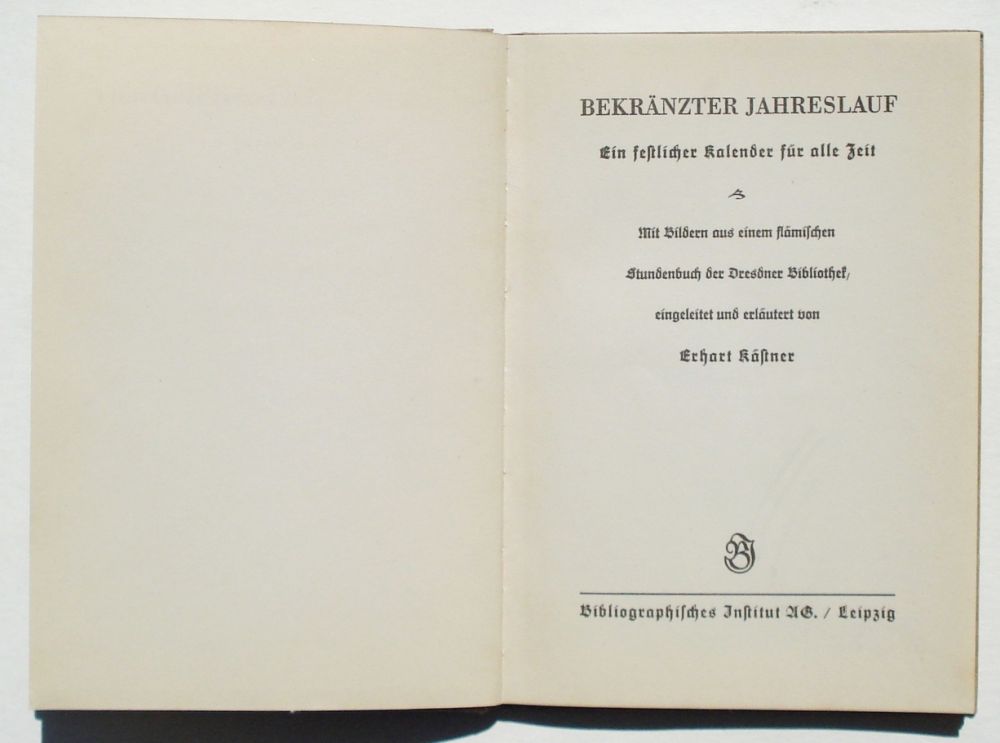 BEKRÄNZTER JAHRESLAUF
Ein festlicher Kalender für alle Zeit
Mit Bildern aus einem flämischen
Stundenbuch der Dresdner Bibliothek/
eingeleitet und erläutert von
Erhart Kästner
BI
Bibliographisches Institut AG. / Leipzig